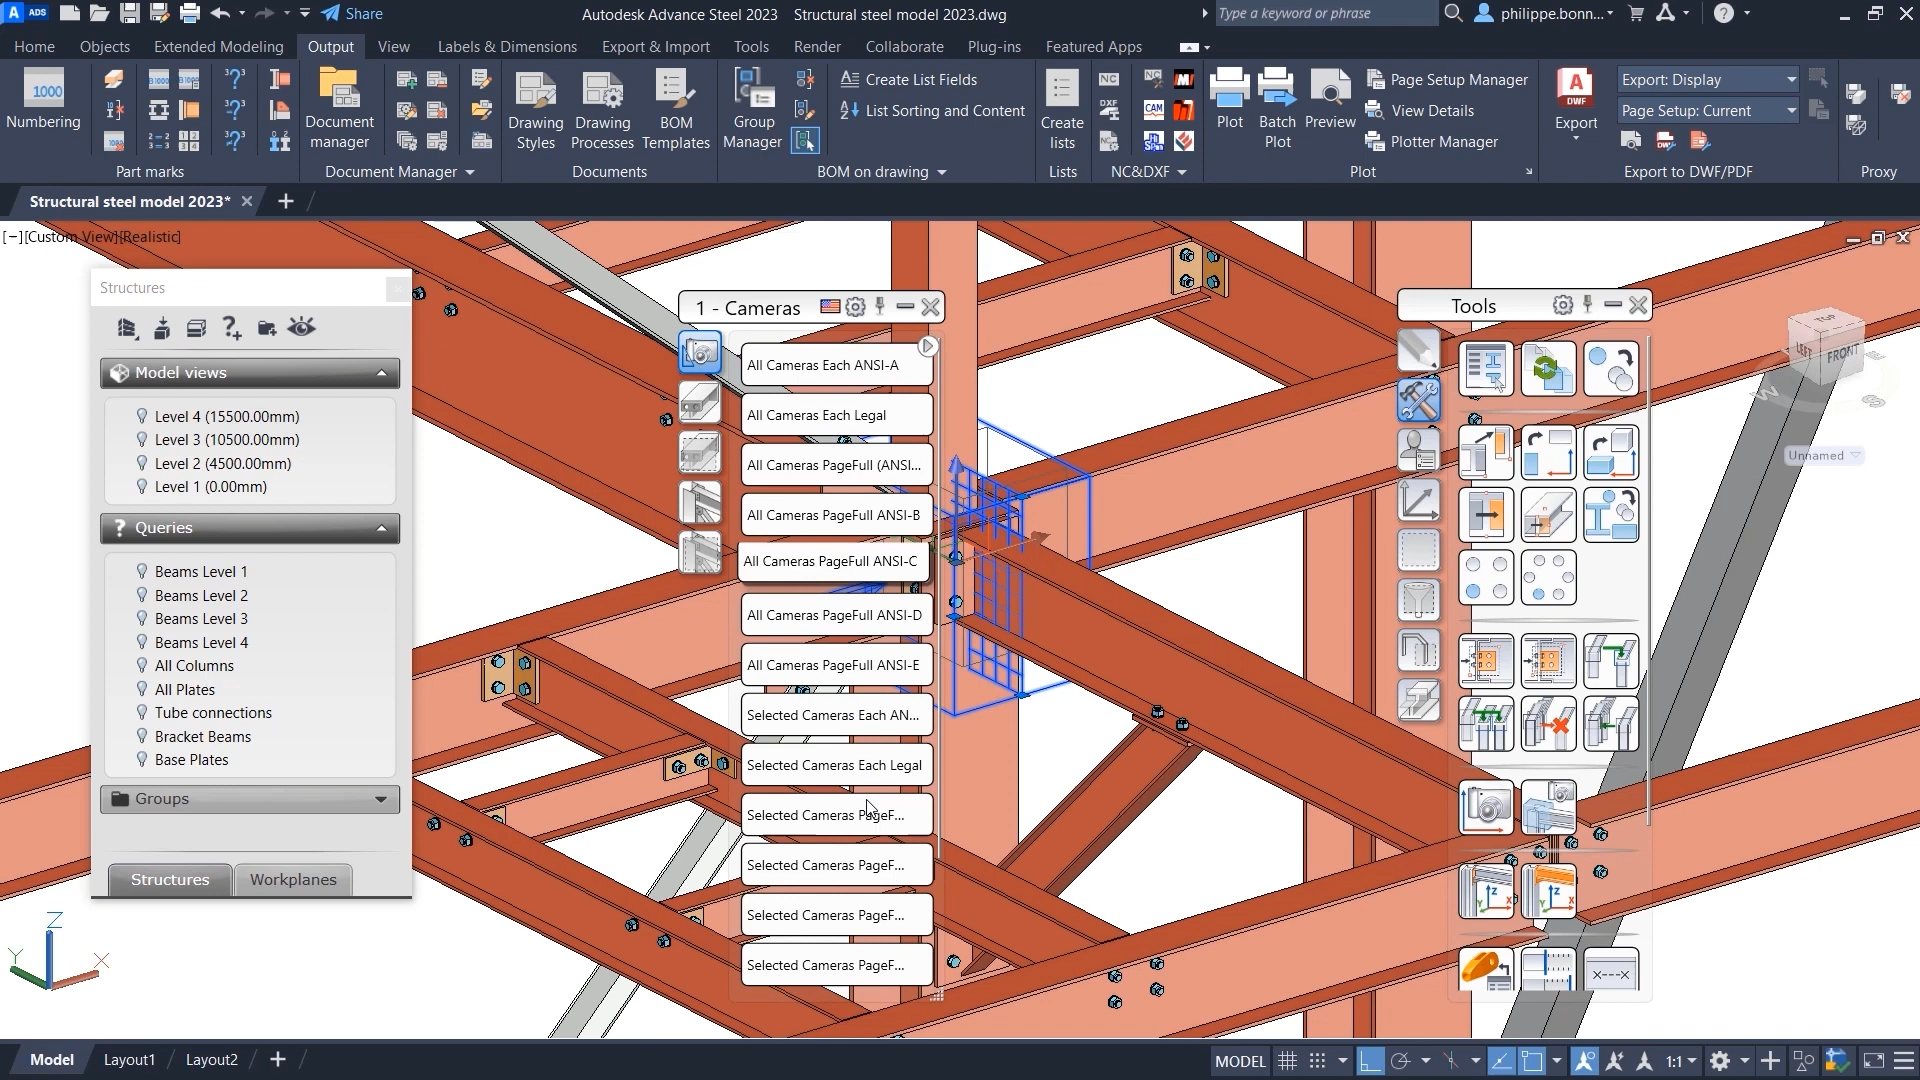 A ADS Share Autodesk Advance Steel 2023 Structural steel model 2023.dwg Type a keyword or phrase philippe.bonn...
Home Objects Extended Modeling Output View Labels & Dimensions Export & Import Tools Render Collaborate Plug-ins Featured Apps
1000
Numbering
Document
manager
Drawing
Styles
Drawing
Processes
BOM
Templates
Group
Manager
Create List Fields
List Sorting and Content
Create
lists
NC
DXF
CAM
Plot
Batch
Plot
Preview
Page Setup Manager
View Details
Plotter Manager
DWF
Export
Export: Display
Page Setup: Current
Part marks Document Manager Documents BOM on drawing Lists NC&DXF Plot Export to DWF/PDF Proxy
Structural steel model 2023*
[−][Custom View][Realistic]
Structures
Model views
Level 4 (15500.00mm)
Level 3 (10500.00mm)
Level 2 (4500.00mm)
Level 1 (0.00mm)
Queries
Beams Level 1
Beams Level 2
Beams Level 3
Beams Level 4
All Columns
All Plates
Tube connections
Bracket Beams
Base Plates
Groups
Structures Workplanes
1 - Cameras
All Cameras Each ANSI-A
All Cameras Each Legal
All Cameras PageFull (ANSI...
All Cameras PageFull ANSI-B
All Cameras PageFull ANSI-C
All Cameras PageFull ANSI-D
All Cameras PageFull ANSI-E
Selected Cameras Each AN...
Selected Cameras Each Legal
Selected Cameras PageF...
Selected Cameras PageF...
Selected Cameras PageF...
Selected Cameras PageF...
Tools
TOP
LEFT FRONT
W S
Unnamed
Z
Y X
Model Layout1 Layout2
MODEL 1:1